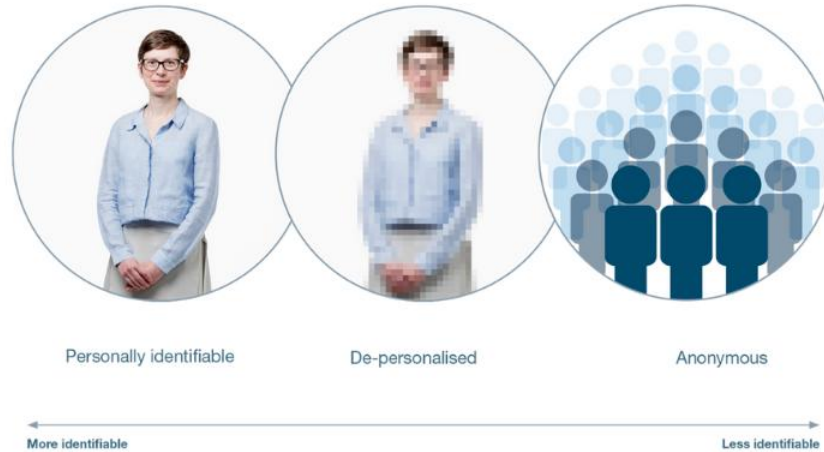 Personally identifiable
De-personalised
Anonymous
More identifiable
Less identifiable